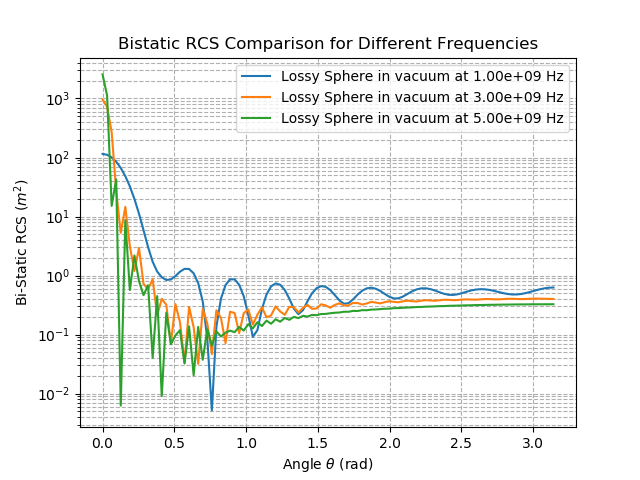 Bistatic RCS Comparison for Different Frequencies
Lossy Sphere in vacuum at 1.00e+09 Hz
Lossy Sphere in vacuum at 3.00e+09 Hz
Lossy Sphere in vacuum at 5.00e+09 Hz
Bi-Static RCS (m²)
10³
10²
10¹
10⁰
10⁻¹
10⁻²
0.0 0.5 1.0 1.5 2.0 2.5 3.0
Angle θ (rad)